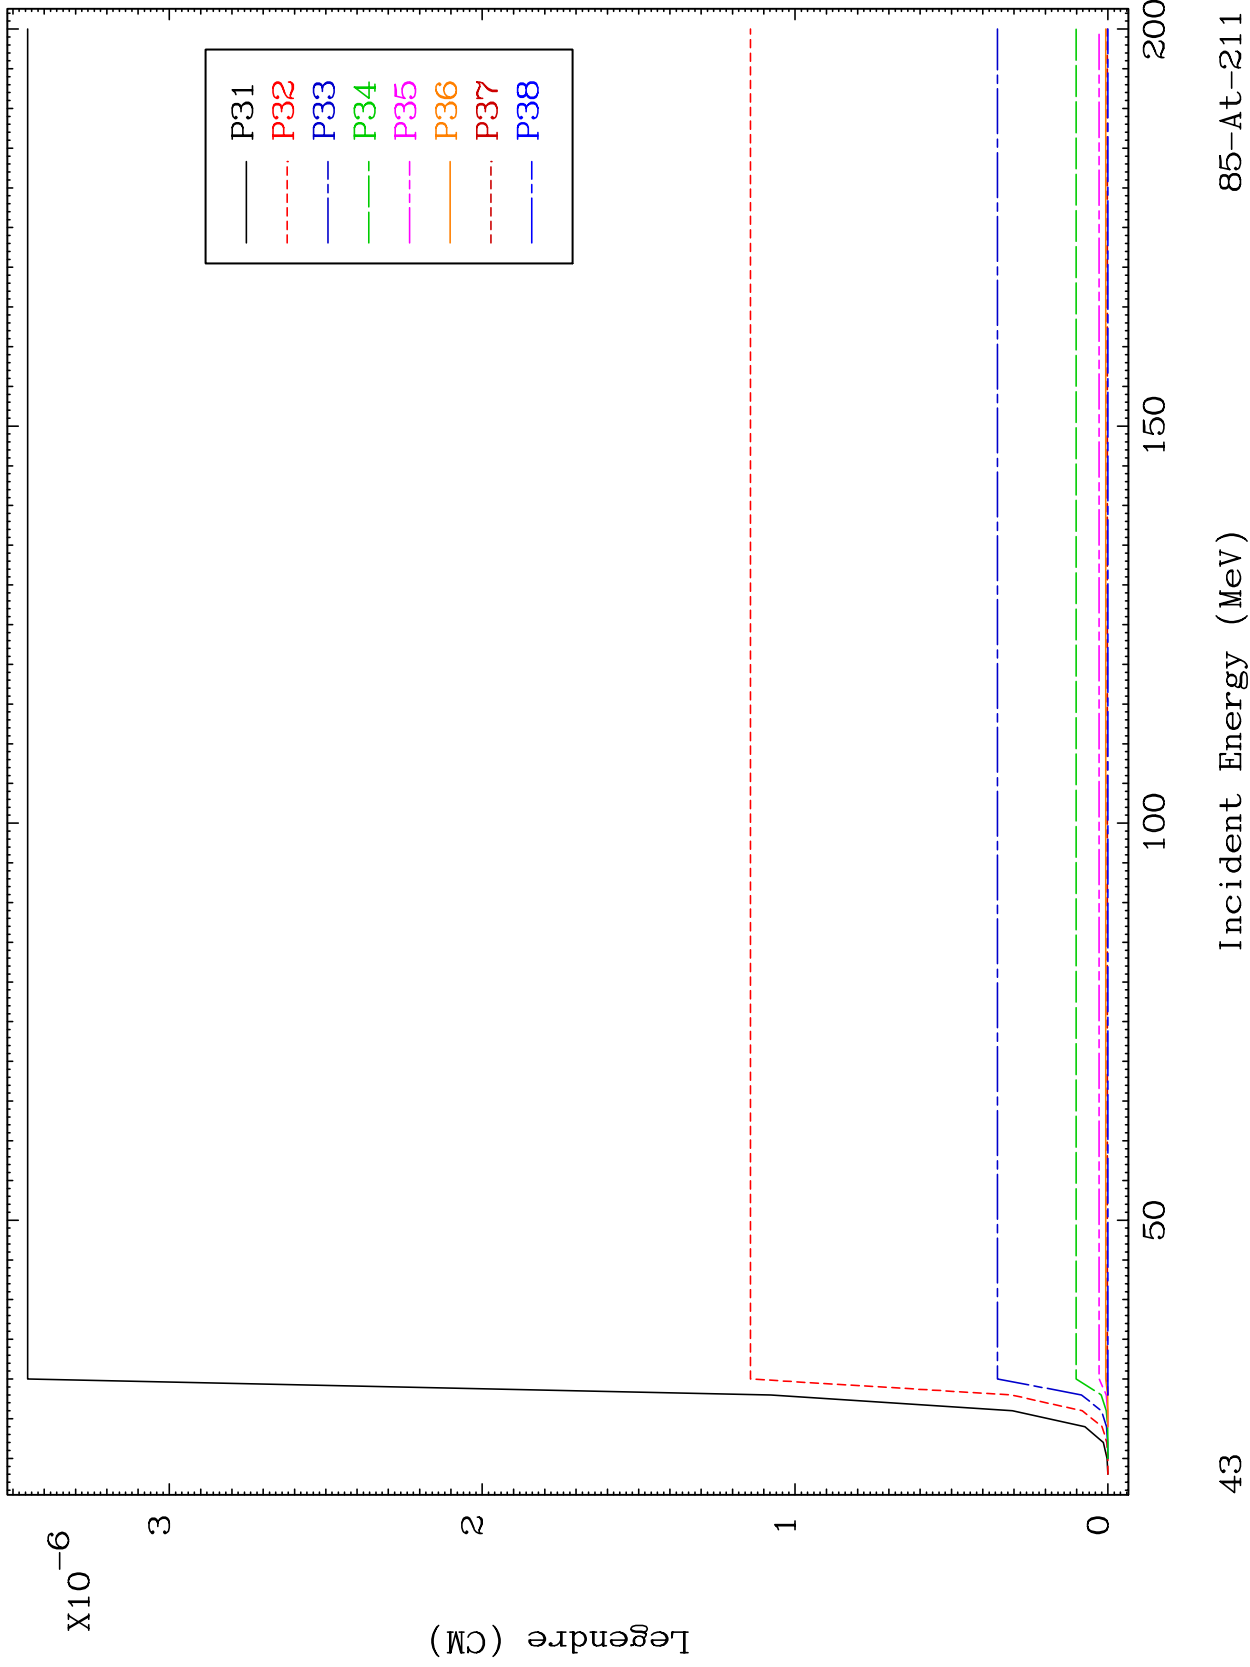 X10-6
3
2
1
0
Legendre (CM)
P31
P32
P33
P34
P35
P36
P37
P38
50
100
150
200
Incident Energy (MeV)
43
85-At-211